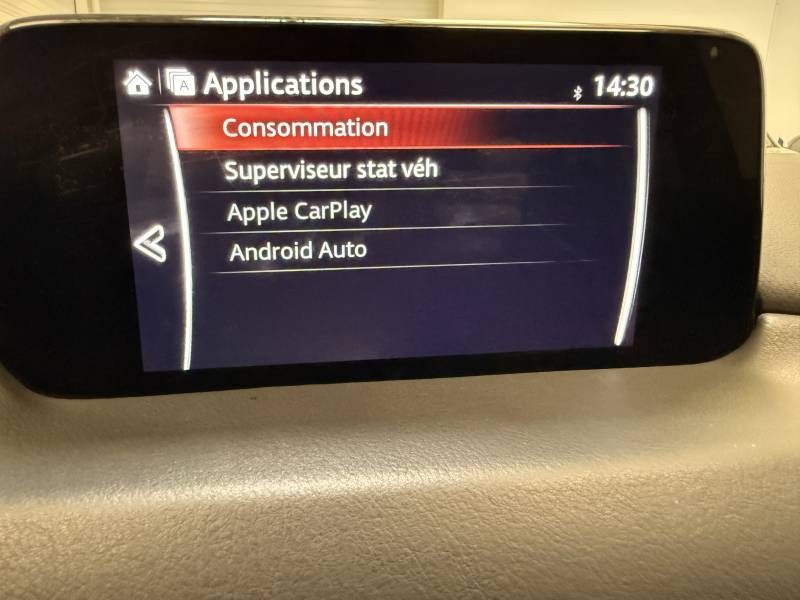 Applications
14:30
Consommation
Superviseur stat véh
Apple CarPlay
Android Auto